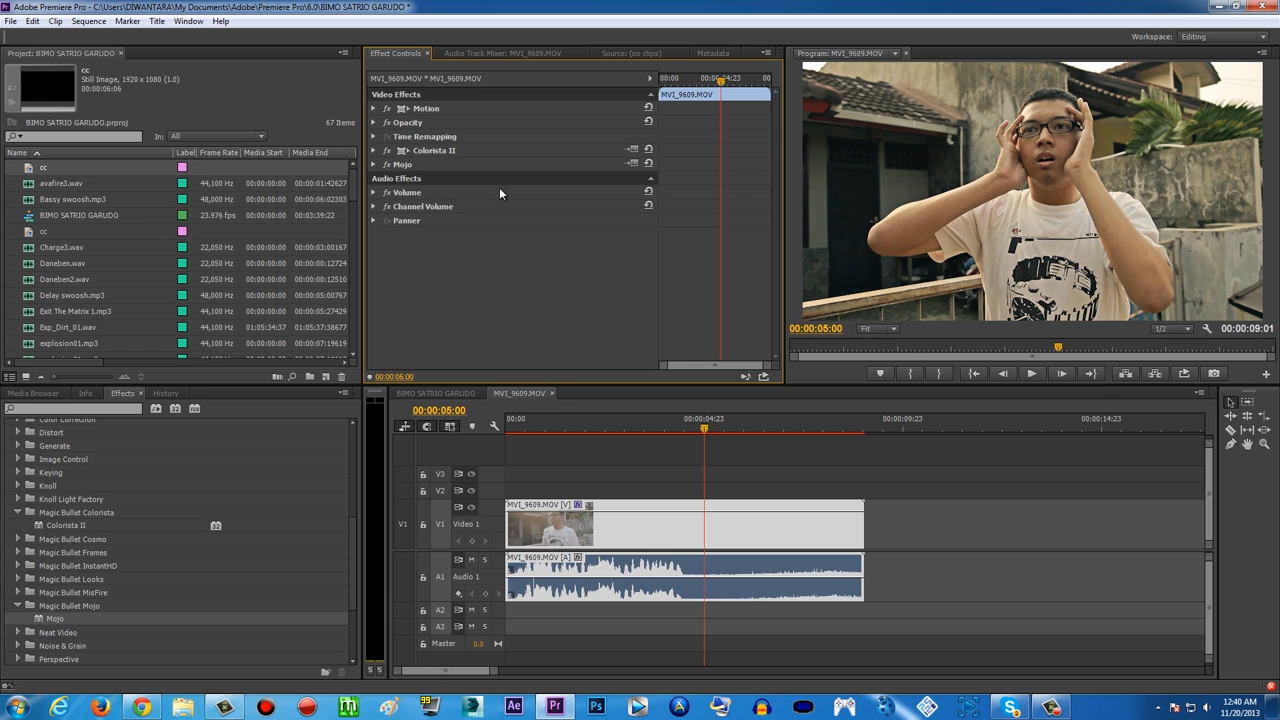 Adobe Premiere Pro - C:\Users\DIWANTARA\My Documents\Adobe\Premiere Pro\6.0\BIMO SATRIO GARUDO *
File Edit Clip Sequence Marker Title Window Help
Workspace: Editing
Project: BIMO SATRIO GARUDO
cc
Still Image, 1920 x 1080 (1.0)
00:00:06:06
BIMO SATRIO GARUDO.prproj
67 Items
In: All
Name Label Frame Rate Media Start Media End
cc
avafire3.wav 44,100 Hz 00:00:00:00 00:00:01:42627
Bassy swoosh.mp3 48,000 Hz 00:00:00:00 00:00:06:02303
BIMO SATRIO GARUDO 23.976 fps 00:03:39:22
cc
Charge3.wav 22,050 Hz 00:00:00:00 00:00:03:00167
Daneben.wav 22,050 Hz 00:00:00:00 00:00:00:12724
Daneben2.wav 22,050 Hz 00:00:00:00 00:00:00:12510
Delay swoosh.mp3 48,000 Hz 00:00:00:00 00:00:05:00767
Exit The Matrix 1.mp3 44,100 Hz 00:00:00:00 00:00:05:27429
Exp_Dirt_01.wav 44,100 Hz 01:05:34:37 01:05:37:38677
explosion01.mp3 44,100 Hz 00:00:00:00 00:00:07:19619
Effect Controls Audio Track Mixer: MVI_9609.MOV Source: (no clips) Metadata
MVI_9609.MOV * MVI_9609.MOV
00:00 00:00:04:23 00
Video Effects MVI_9609.MOV
fx Motion
fx Opacity
fx Time Remapping
fx Colorista II
fx Mojo
Audio Effects
fx Volume
fx Channel Volume
fx Panner
00:00:05:00
Program: MVI_9609.MOV
00:00:05:00 Fit 1/2 00:00:09:01
Media Browser Info Effects History
Distort
Generate
Image Control
Keying
Knoll
Knoll Light Factory
Magic Bullet Colorista
Colorista II
Magic Bullet Cosmo
Magic Bullet Frames
Magic Bullet InstantHD
Magic Bullet Looks
Magic Bullet MisFire
Magic Bullet Mojo
Mojo
Neat Video
Noise & Grain
Perspective
S S
BIMO SATRIO GARUDO MVI_9609.MOV
00:00:05:00
00:00 00:00:04:23 00:00:09:23 00:00:14:23
V3
V2
MVI_9609.MOV [V] fx
V1 V1 Video 1
MVI_9609.MOV [A] fx
M S
A1 Audio 1
A2 M S
A3 M S
Master 0.0
99
Ae Pr Ps
12:40 AM
11/20/2013